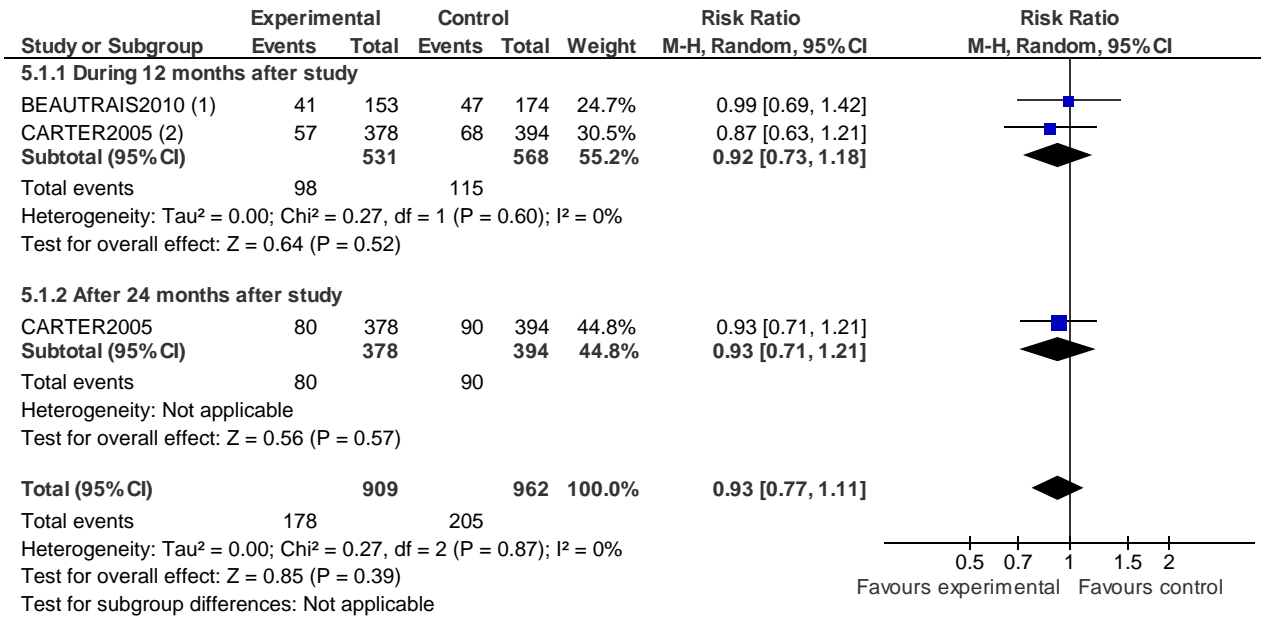 Experimental Control Risk Ratio Risk Ratio
Study or Subgroup Events Total Events Total Weight M-H, Random, 95% CI M-H, Random, 95% CI
5.1.1 During 12 months after study
BEAUTRAIS2010 (1) 41 153 47 174 24.7% 0.99 [0.69, 1.42]
CARTER2005 (2) 57 378 68 394 30.5% 0.87 [0.63, 1.21]
Subtotal (95% CI) 531 568 55.2% 0.92 [0.73, 1.18]
Total events 98 115
Heterogeneity: Tau² = 0.00; Chi² = 0.27, df = 1 (P = 0.60); I² = 0%
Test for overall effect: Z = 0.64 (P = 0.52)
5.1.2 After 24 months after study
CARTER2005 80 378 90 394 44.8% 0.93 [0.71, 1.21]
Subtotal (95% CI) 378 394 44.8% 0.93 [0.71, 1.21]
Total events 80 90
Heterogeneity: Not applicable
Test for overall effect: Z = 0.56 (P = 0.57)
Total (95% CI) 909 962 100.0% 0.93 [0.77, 1.11]
Total events 178 205
Heterogeneity: Tau² = 0.00; Chi² = 0.27, df = 2 (P = 0.87); I² = 0%
Test for overall effect: Z = 0.85 (P = 0.39)
Test for subgroup differences: Not applicable
0.5 0.7 1 1.5 2
Favours experimental Favours control